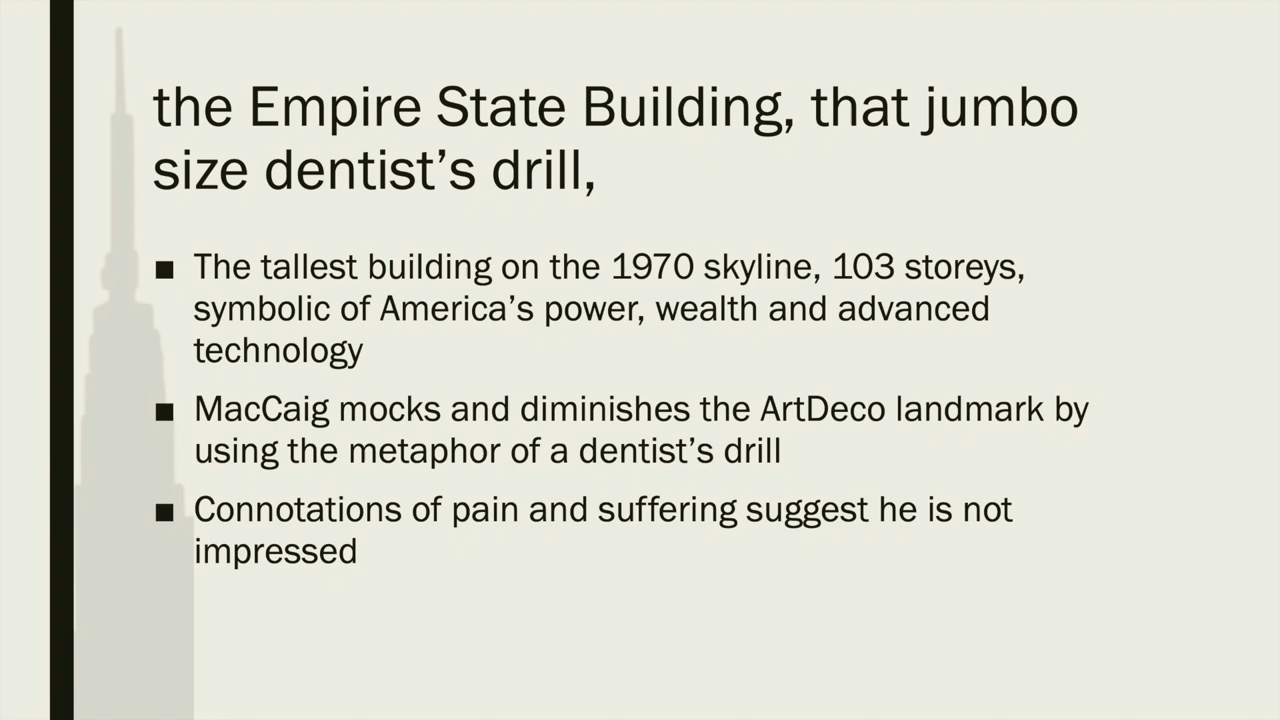 the Empire State Building, that jumbo
size dentist’s drill,
■ The tallest building on the 1970 skyline, 103 storeys,
symbolic of America’s power, wealth and advanced
technology
■ MacCaig mocks and diminishes the ArtDeco landmark by
using the metaphor of a dentist’s drill
■ Connotations of pain and suffering suggest he is not
impressed